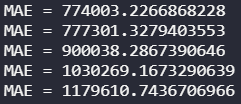 MAE = 774003.2266868228
MAE = 777301.3279403553
MAE = 900038.2867390646
MAE = 1030269.1673290639
MAE = 1179610.7436706966